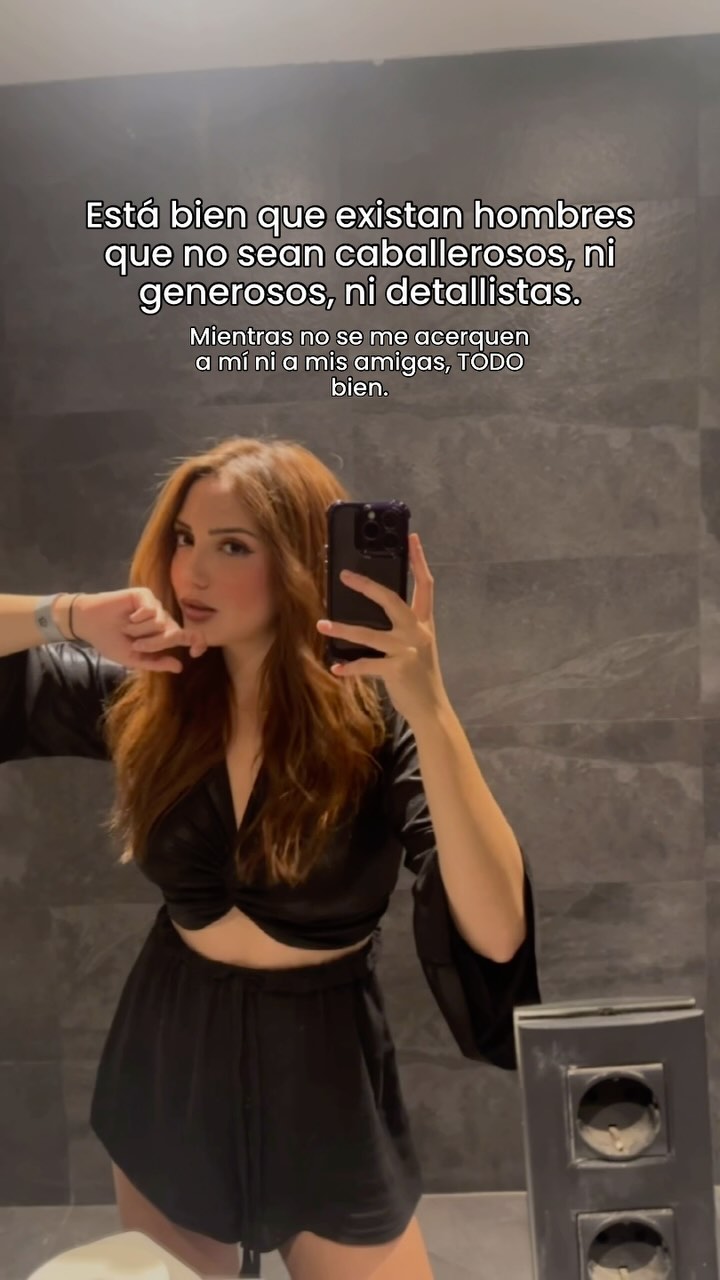 Está bien que existan hombres
que no sean caballerosos, ni
generosos, ni detallistas.
Mientras no se me acerquen
a mí ni a mis amigas, TODO
bien.